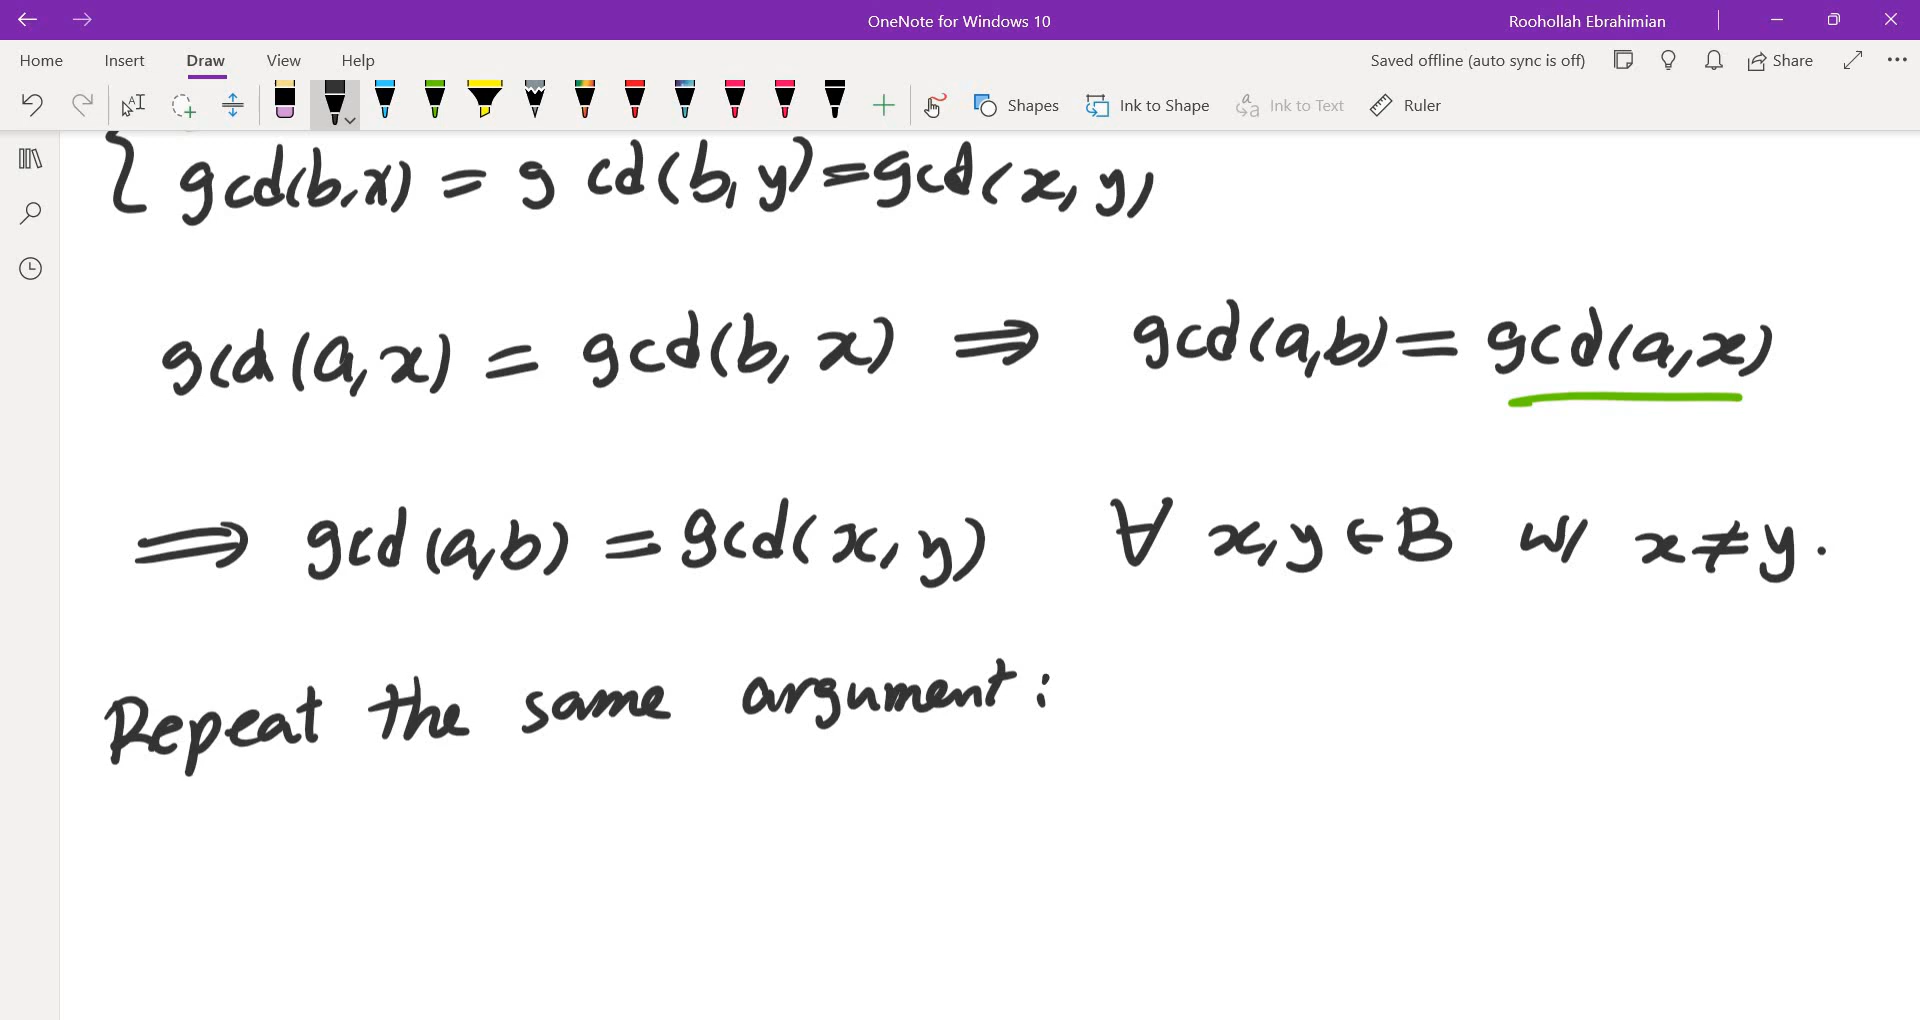 OneNote for Windows 10
Roohollah Ebrahimian
Home Insert Draw View Help
Saved offline (auto sync is off) Share
Shapes Ink to Shape Ink to Text Ruler
{ gcd(b,x) = gcd(b,y) = gcd(x,y)
gcd(a,x) = gcd(b,x) ⟹ gcd(a,b) = gcd(a,x)
⟹ gcd(a,b) = gcd(x,y) ∀ x,y ∈ B w/ x≠y.
Repeat the same argument: